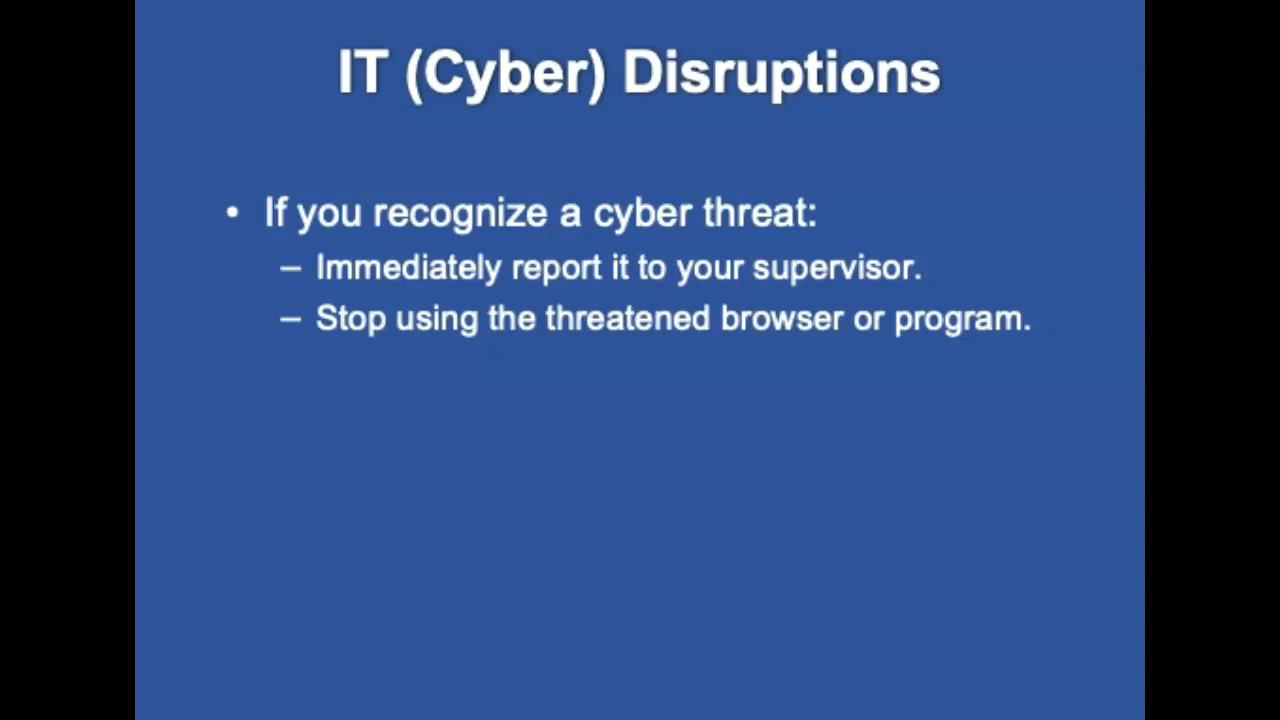 IT (Cyber) Disruptions
• If you recognize a cyber threat:
– Immediately report it to your supervisor.
– Stop using the threatened browser or program.